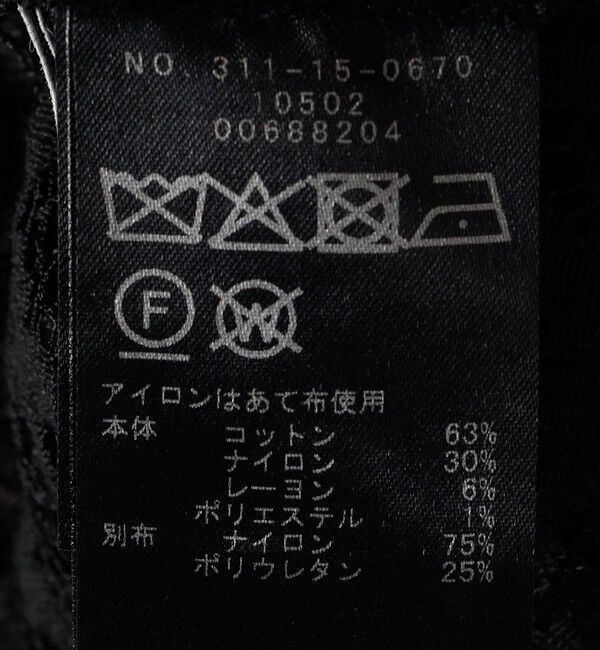 NO. 311-15-0670
10502
00688204
F W
アイロンはあて布使用
本体 コットン 63%
ナイロン 30%
レーヨン 6%
ポリエステル 1%
別布 ナイロン 75%
ポリウレタン 25%